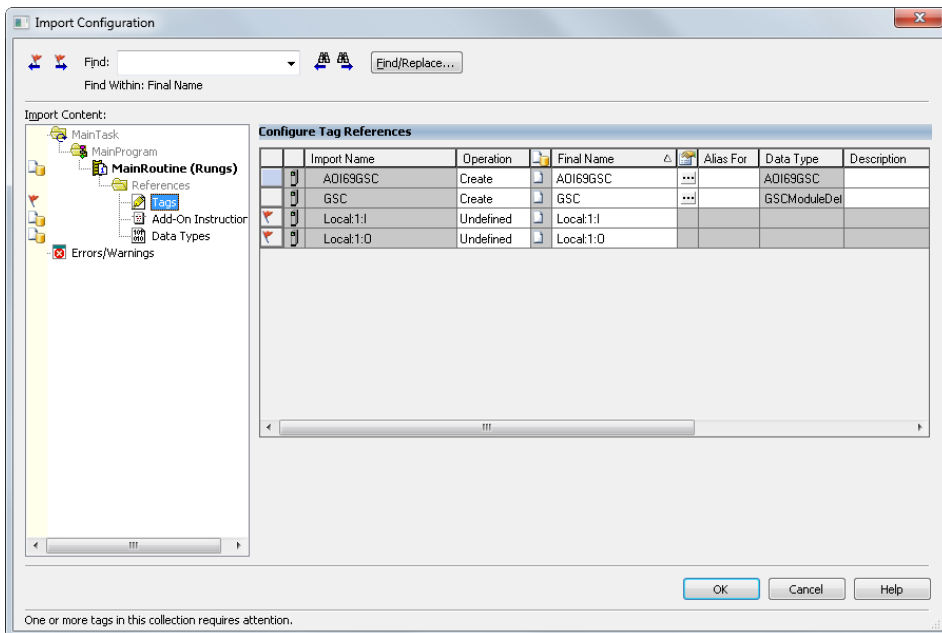 Import Configuration
Find:
Find/Replace...
Find Within: Final Name
Import Content:
MainTask
MainProgram
MainRoutine (Rungs)
References
Tags
Add-On Instruction
Data Types
Errors/Warnings
Configure Tag References
Import Name Operation Final Name Alias For Data Type Description
AOI69GSC Create AOI69GSC ... AOI69GSC
GSC Create GSC ... GSCModuleDef
Local:1:I Undefined Local:1:I
Local:1:O Undefined Local:1:O
OK Cancel Help
One or more tags in this collection requires attention.